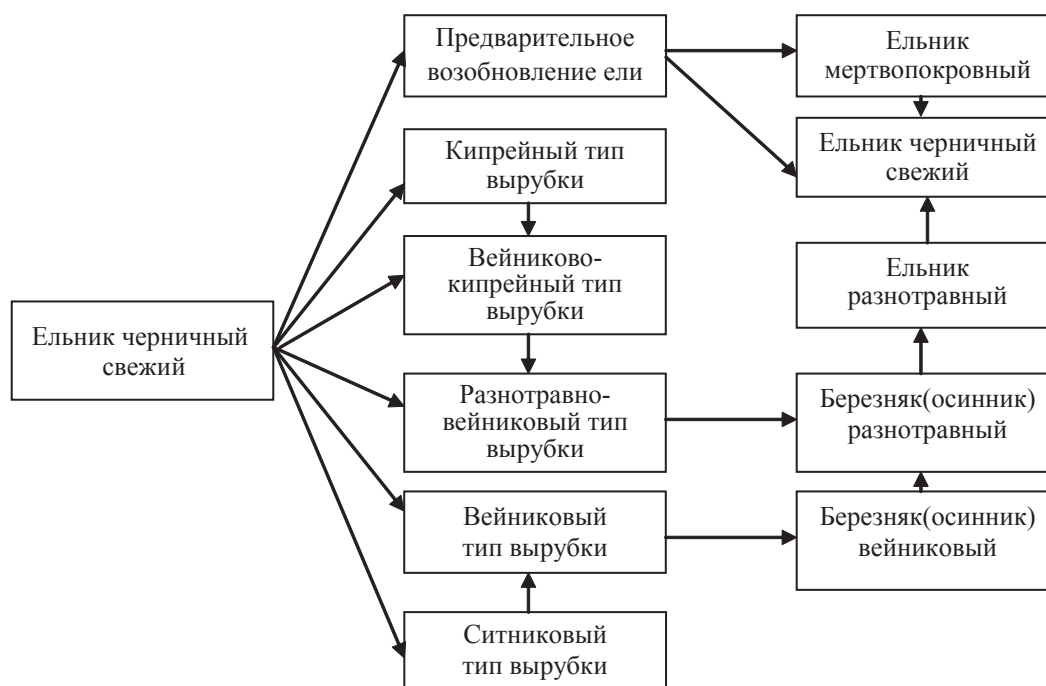 Ельник черничный
свежий
Предварительное
возобновление ели
Кипрейный тип
вырубки
Вейниково-
кипрейный тип
вырубки
Разнотравно-
вейниковый тип
вырубки
Вейниковый
тип вырубки
Ситниковый
тип вырубки
Ельник
мертвопокровный
Ельник черничный
свежий
Ельник
разнотравный
Березняк(осинник)
разнотравный
Березняк(осинник)
вейниковый